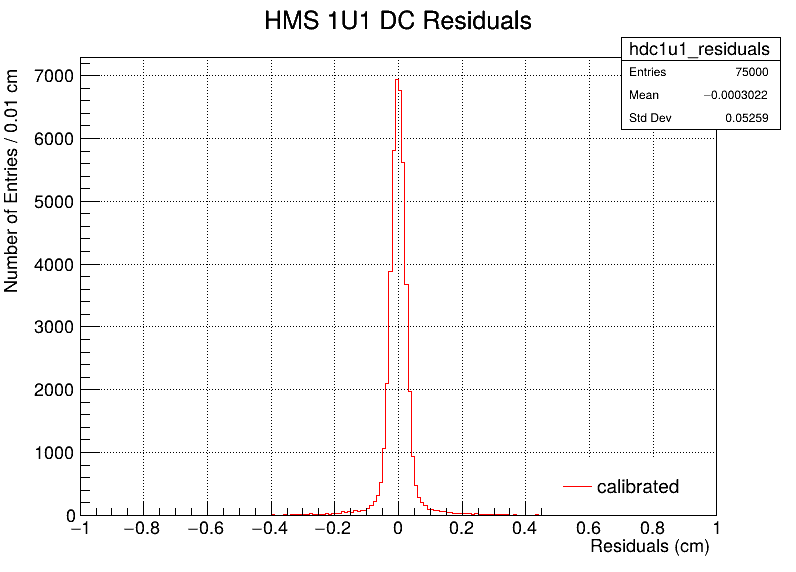 HMS 1U1 DC Residuals
hdc1u1_residuals
Entries 75000
Mean −0.0003022
Std Dev 0.05259
Number of Entries / 0.01 cm
7000
6000
5000
4000
3000
2000
1000
0
calibrated
−1 −0.8 −0.6 −0.4 −0.2 0 0.2 0.4 0.6 0.8 1
Residuals (cm)